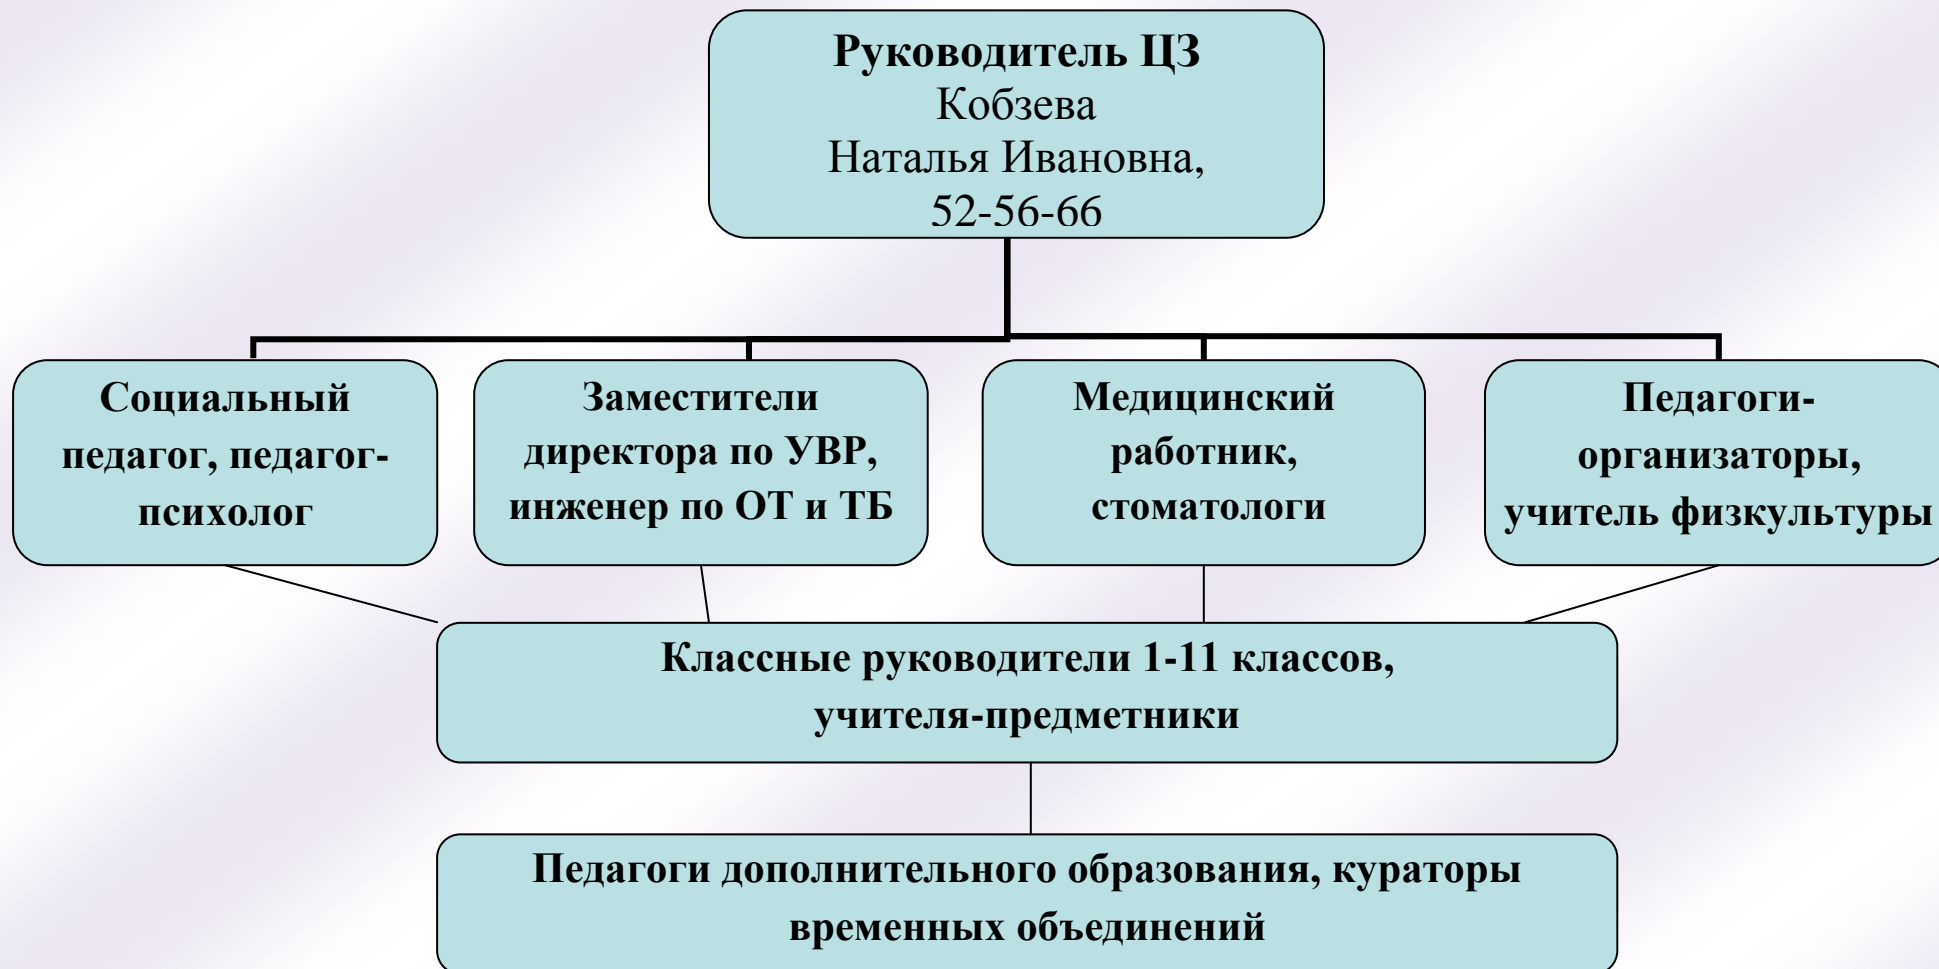 Руководитель ЦЗ
Кобзева
Наталья Ивановна,
52-56-66
Социальный
педагог, педагог-
психолог
Заместители
директора по УВР,
инженер по ОТ и ТБ
Медицинский
работник,
стоматологи
Педагоги-
организаторы,
учитель физкультуры
Классные руководители 1-11 классов,
учителя-предметники
Педагоги дополнительного образования, кураторы
временных объединений